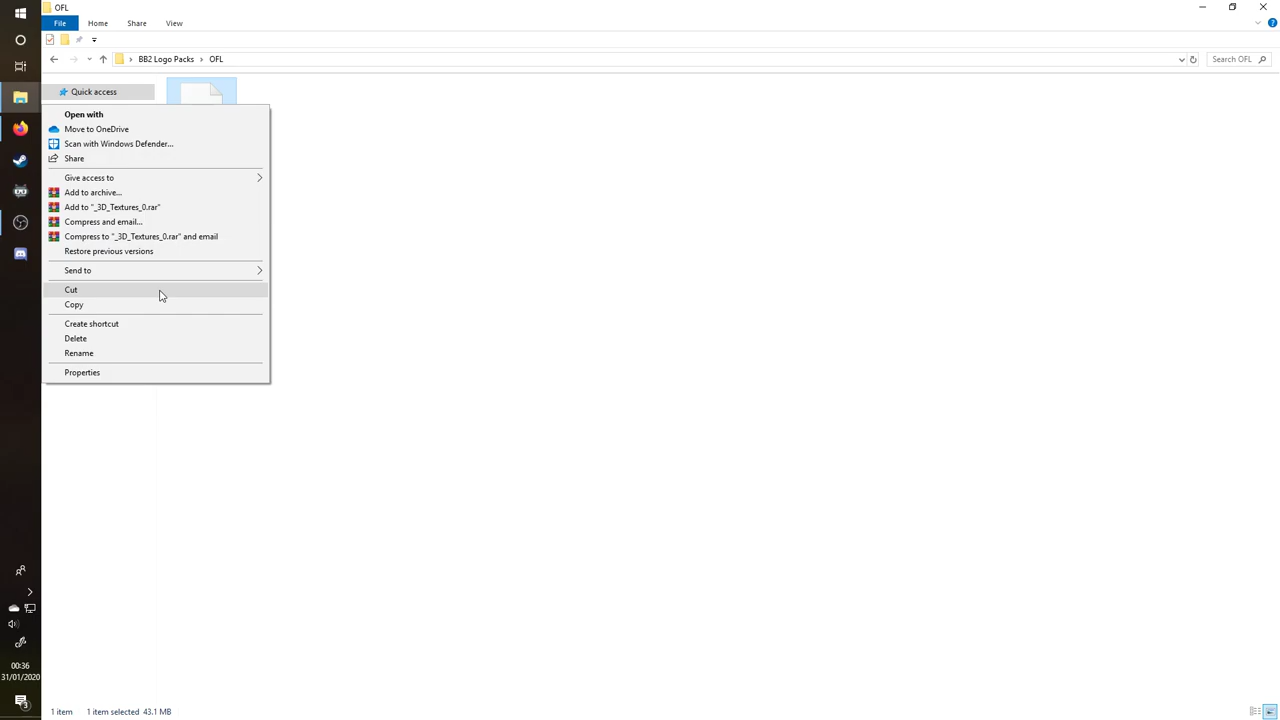 OFL
File Home Share View
BB2 Logo Packs OFL Search OFL
Quick access
Open with
Move to OneDrive
Scan with Windows Defender...
Share
Give access to
Add to archive...
Add to "_3D_Textures_0.rar"
Compress and email...
Compress to "_3D_Textures_0.rar" and email
Restore previous versions
Send to
Cut
Copy
Create shortcut
Delete
Rename
Properties
00:36
31/01/2020
3
1 item 1 item selected 43.1 MB